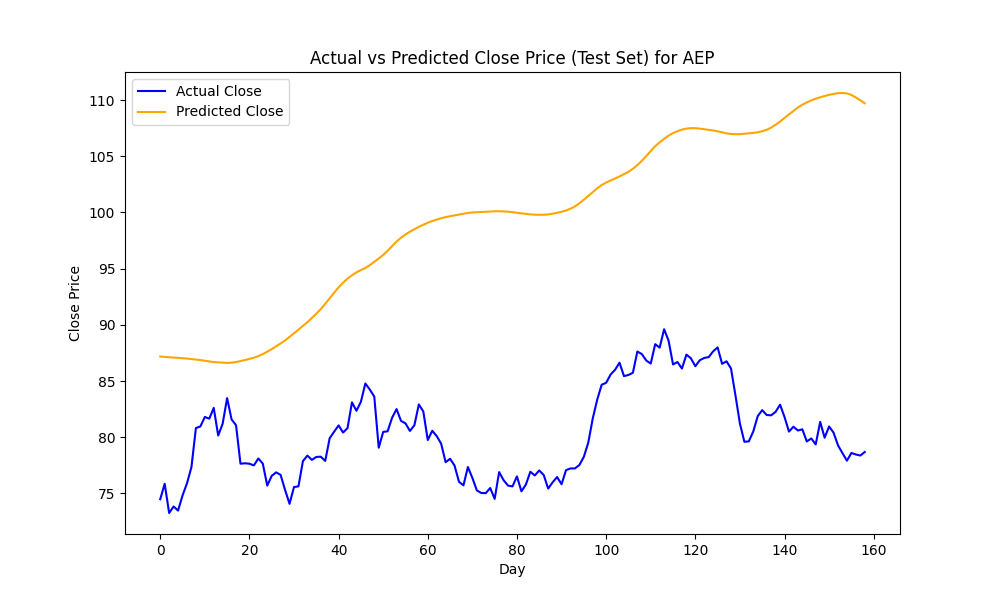 Actual vs Predicted Close Price (Test Set) for AEP
Actual Close
Predicted Close
110
105
100
95
90
85
80
75
Close Price
0 20 40 60 80 100 120 140 160
Day